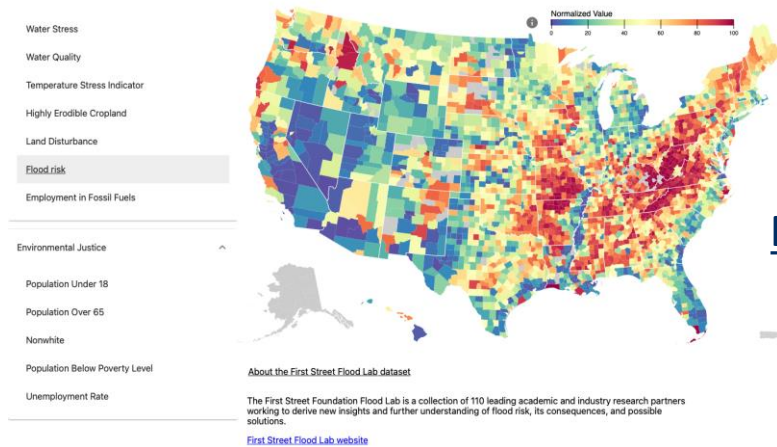 Water Stress
Water Quality
Temperature Stress Indicator
Highly Erodible Cropland
Land Disturbance
Flood risk
Employment in Fossil Fuels
Environmental Justice
Population Under 18
Population Over 65
Nonwhite
Population Below Poverty Level
Unemployment Rate
Normalized Value
0 20 40 60 80 100
About the First Street Flood Lab dataset
The First Street Foundation Flood Lab is a collection of 110 leading academic and industry research partners
working to derive new insights and further understanding of flood risk, its consequences, and possible
solutions.
First Street Flood Lab website